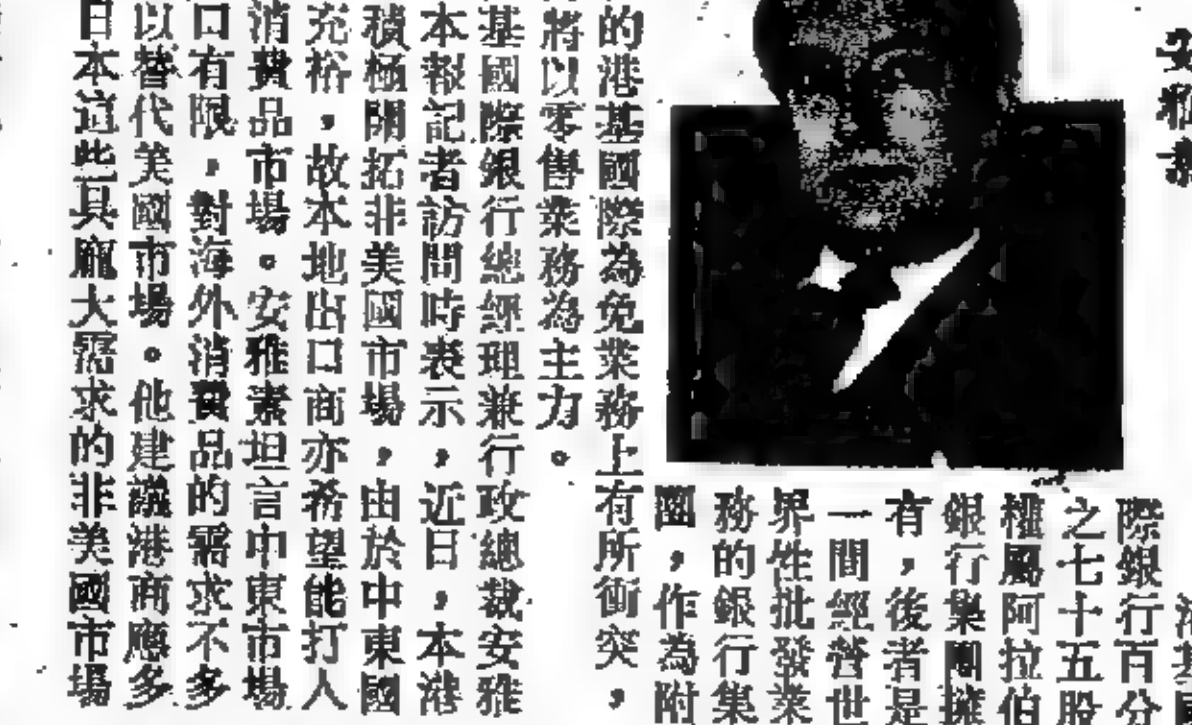 安雅素
港基國
際銀行百分
之七十五股
權屬阿拉伯
銀行集團擁
有，後者是
一間經營世
界性批發業
務的銀行集
團，作為附
的港基國際為免業務上有所衝突，
將以零售業務為主力。
基國際銀行總經理兼行政總裁安雅
本報記者訪問時表示，近日，本港
積極開拓非美國市場，由於中東國
充裕，故本地出口商亦希望能打入
消費品市場。安雅素坦言中東市場
口有限，對海外消費品的需求不多
以替代美國市場。他建議港商應多
日本這些具龐大需求的非美國市場